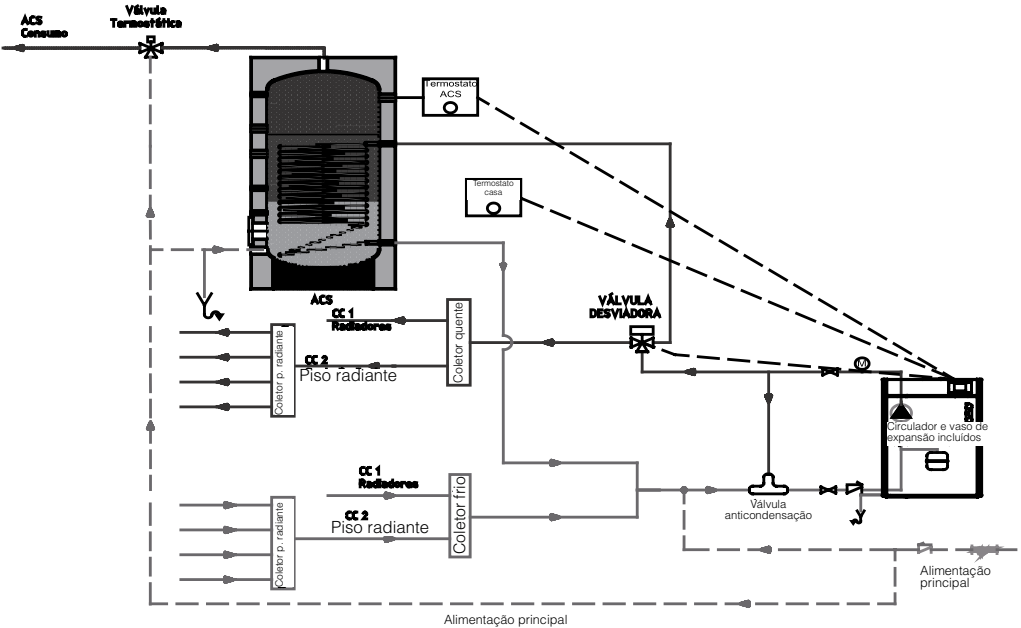 ACS
Consumo
Válvula
Termostática
Termostato
ACS
Termostato
casa
ACS
CC 1
Radiadores
CC 2
Piso radiante
Coletor p. radiante
Coletor quente
VÁLVULA
DESVIADORA
M
Circulador e vaso de
expansão incluídos
CC 1
Radiadores
CC 2
Piso radiante
Coletor p. radiante
Coletor frio
Válvula
anticondensação
Alimentação
principal
Alimentação principal